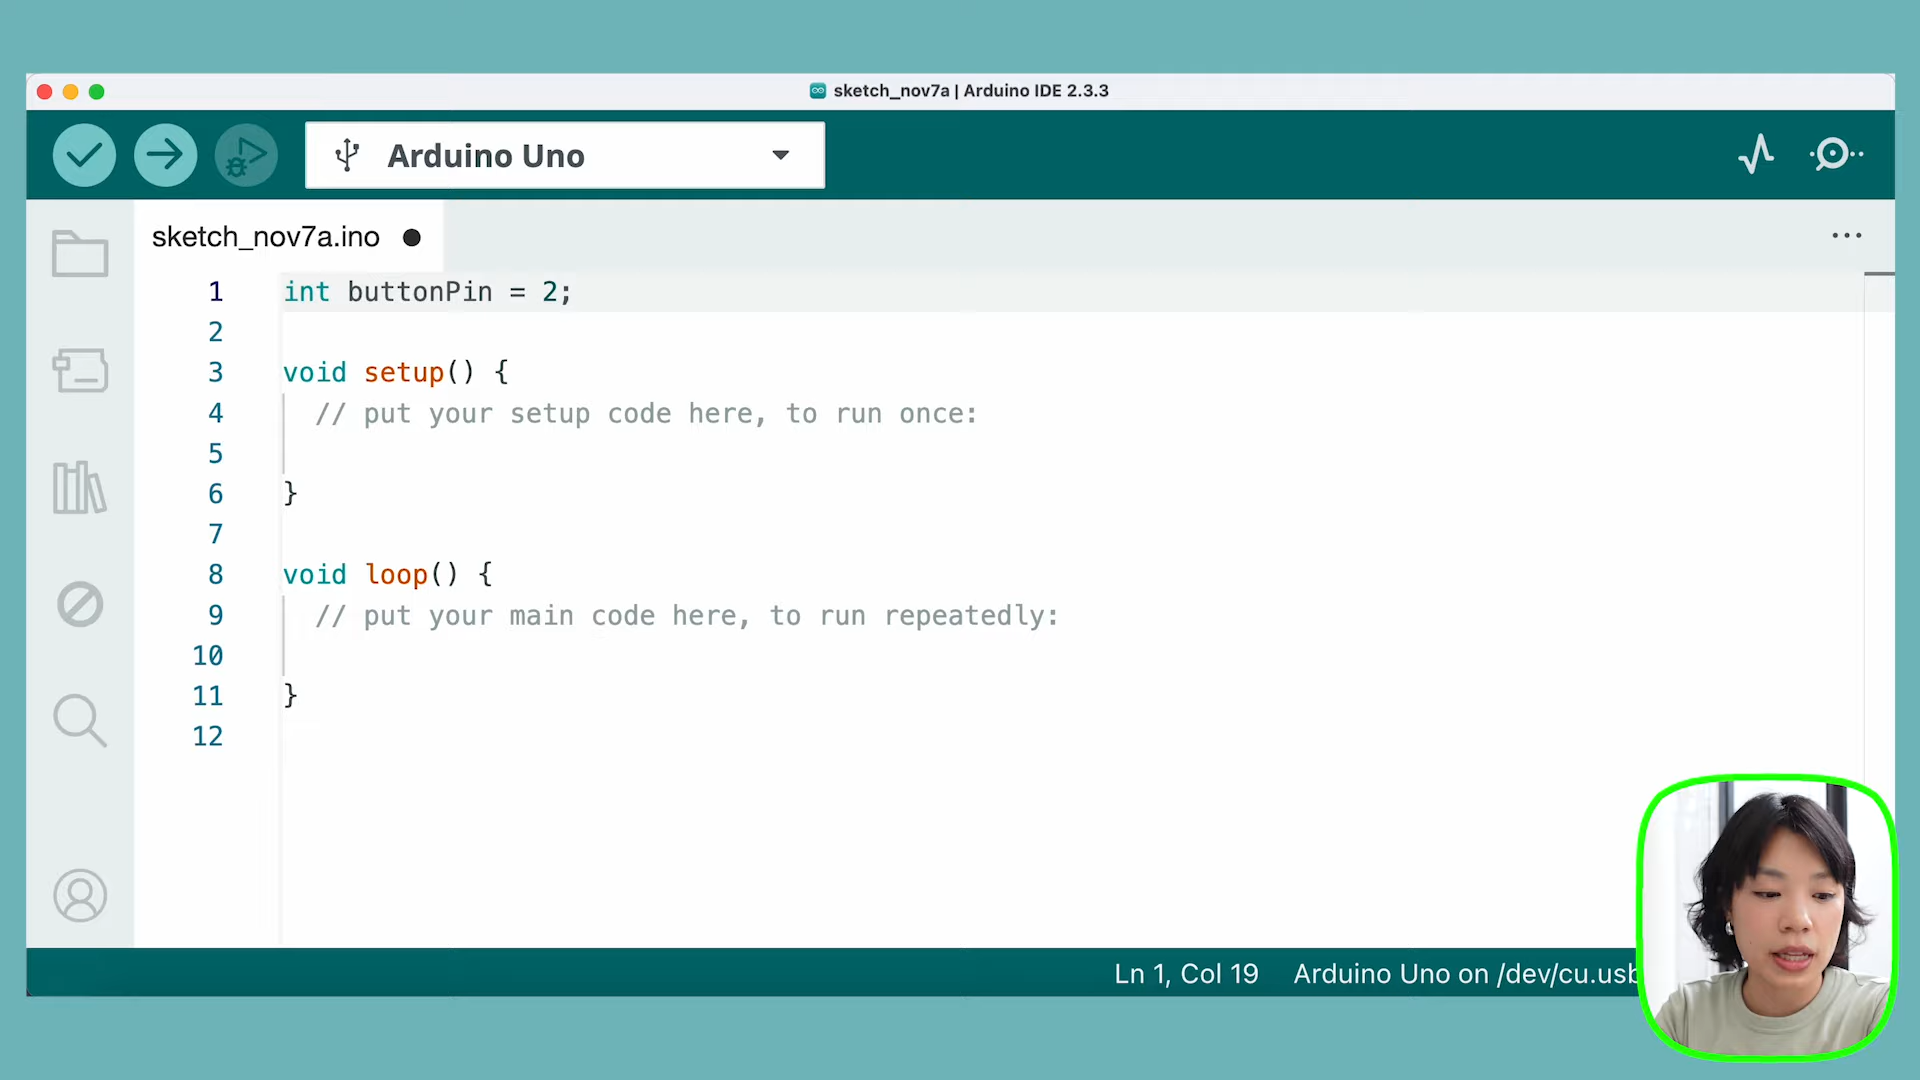 sketch_nov7a | Arduino IDE 2.3.3
Arduino Uno
sketch_nov7a.ino
1 int buttonPin = 2;
2
3 void setup() {
4 // put your setup code here, to run once:
5
6 }
7
8 void loop() {
9 // put your main code here, to run repeatedly:
10
11 }
12
Ln 1, Col 19 Arduino Uno on /dev/cu.usb